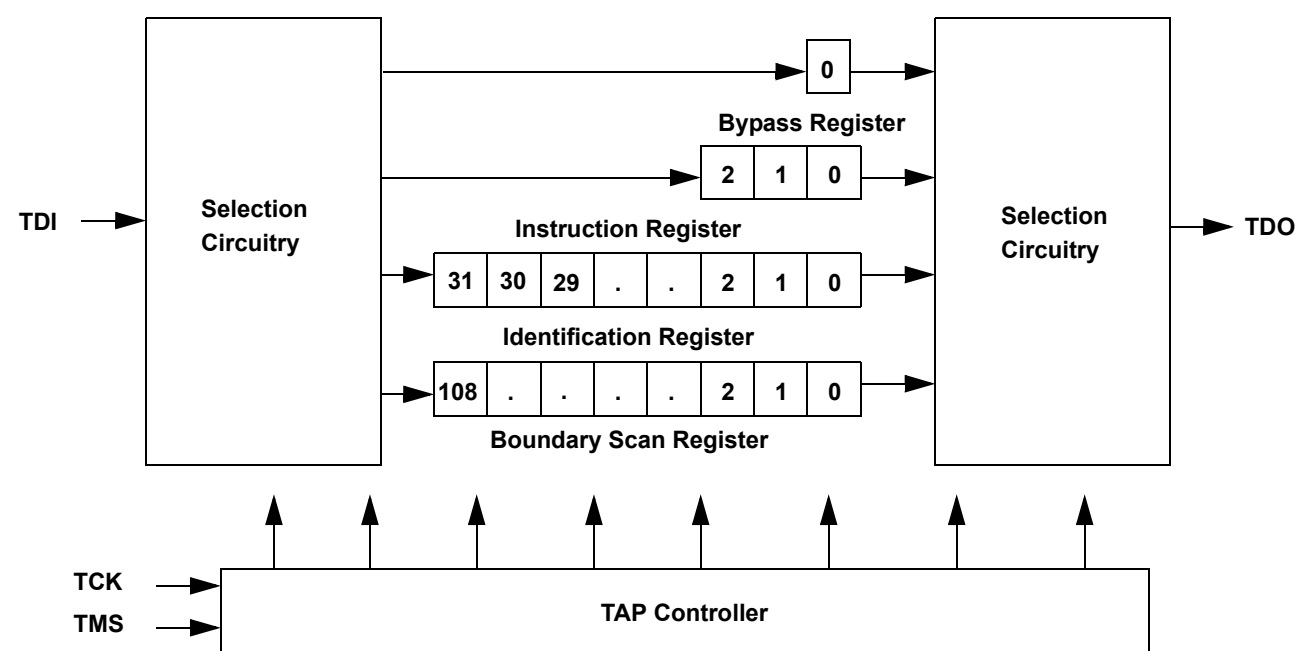 0
Bypass Register
2 1 0
Selection
Circuitry
TDI
Selection
Circuitry
TDO
Instruction Register
31 30 29 . . 2 1 0
Identification Register
108 . . . . 2 1 0
Boundary Scan Register
TCK
TMS
TAP Controller